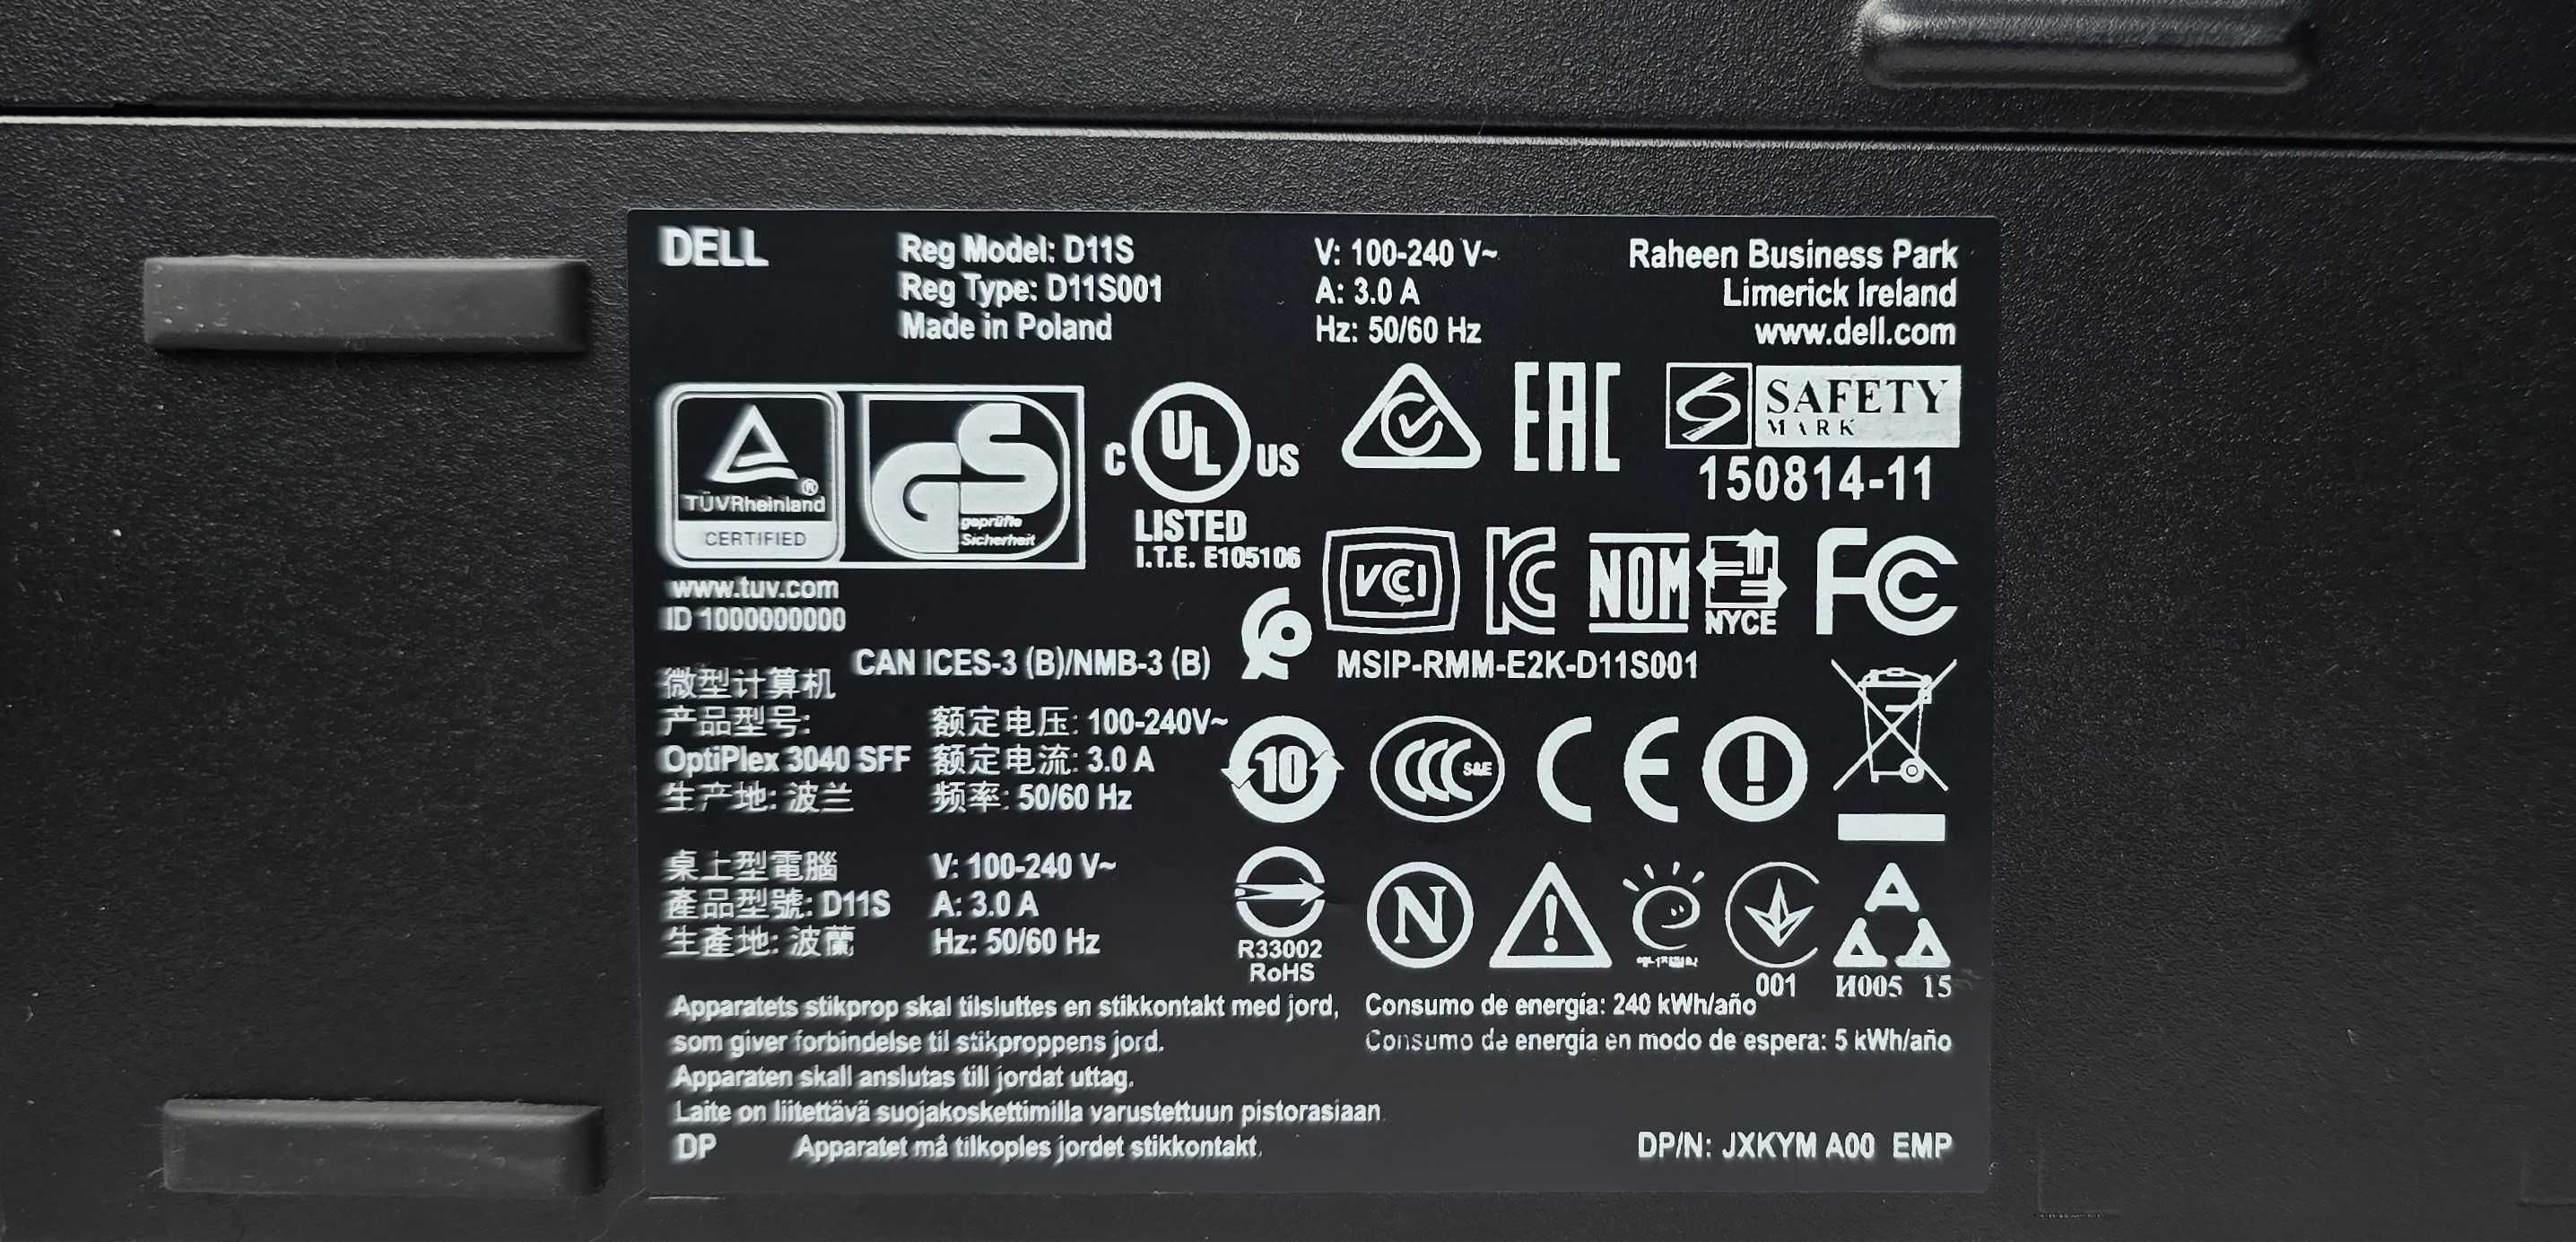 DELL
Reg Model: D11S
Reg Type: D11S001
Made in Poland
V: 100-240 V~
A: 3.0 A
Hz: 50/60 Hz
Raheen Business Park
Limerick Ireland
www.dell.com
TÜVRheinland
CERTIFIED
GS
geprüfte
Sicherheit
www.tuv.com
ID 1000000000
C UL US
LISTED
I.T.E. E105106
EAC
SAFETY
MARK
150814-11
VCCI
KC
NOM
NYCE
FC
CAN ICES-3 (B)/NMB-3 (B)
MSIP-RMM-E2K-D11S001
微型计算机
产品型号:
OptiPlex 3040 SFF
生产地: 波兰
额定电压: 100-240V~
额定电流: 3.0 A
频率: 50/60 Hz
10
CCC S&E
CE
桌上型電腦
產品型號: D11S
生產地: 波蘭
V: 100-240 V~
A: 3.0 A
Hz: 50/60 Hz
R33002
RoHS
N
001
И005 15
Apparatets stikprop skal tilsluttes en stikkontakt med jord,
som giver forbindelse til stikproppens jord.
Apparaten skall anslutas till jordat uttag.
Laite on liitettävä suojakoskettimilla varustettuun pistorasiaan
DP Apparatet må tilkoples jordet stikkontakt.
Consumo de energía: 240 kWh/año
Consumo de energía en modo de espera: 5 kWh/año
DP/N: JXKYM A00 EMP